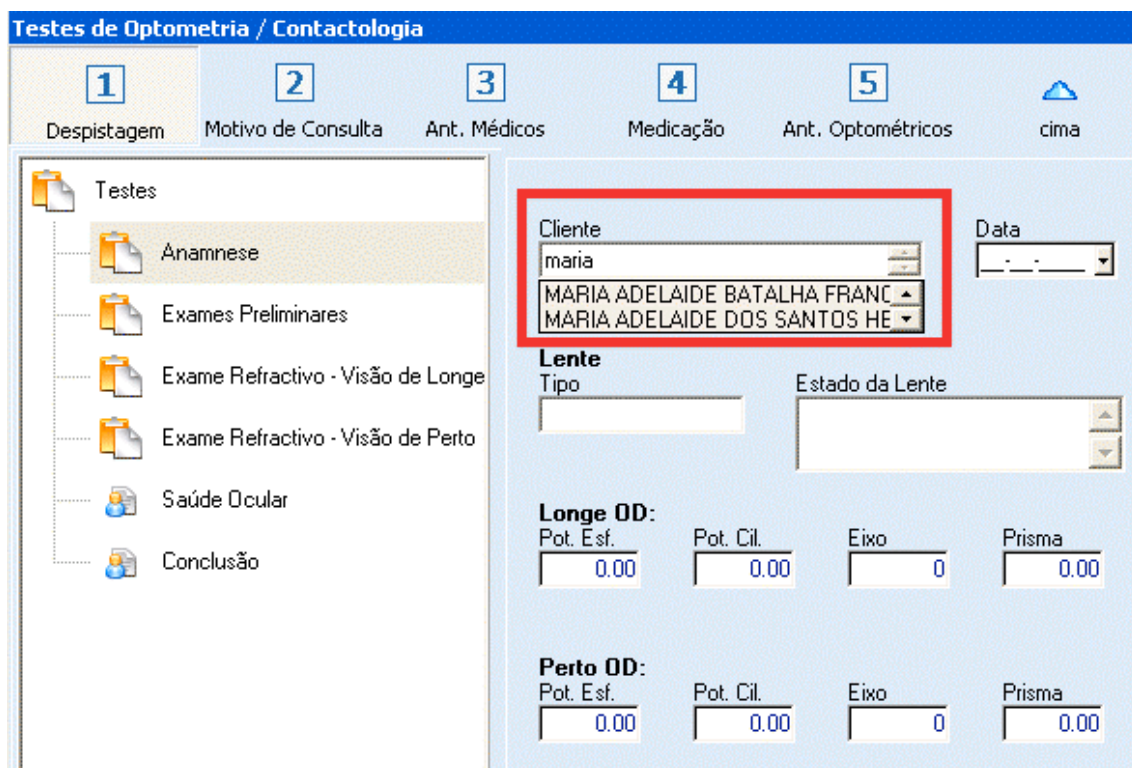 Testes de Optometria / Contactologia
1 2 3 4 5
Despistagem Motivo de Consulta Ant. Médicos Medicação Ant. Optométricos cima
Testes
Anamnese
Exames Preliminares
Exame Refractivo - Visão de Longe
Exame Refractivo - Visão de Perto
Saúde Ocular
Conclusão
Cliente Data
maria __-__-____
MARIA ADELAIDE BATALHA FRANC
MARIA ADELAIDE DOS SANTOS HE
Lente
Tipo Estado da Lente
Longe OD:
Pot. Esf. Pot. Cil. Eixo Prisma
0.00 0.00 0 0.00
Perto OD:
Pot. Esf. Pot. Cil. Eixo Prisma
0.00 0.00 0 0.00